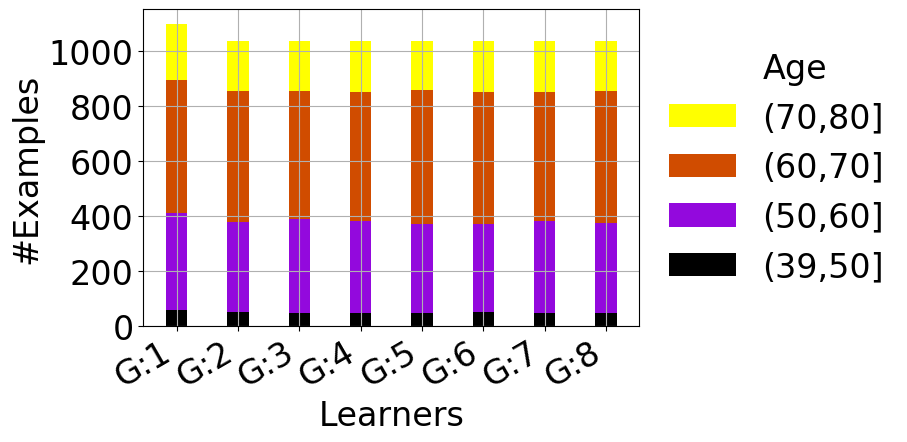 #Examples
1000
800
600
400
200
0
G:1
G:2
G:3
G:4
G:5
G:6
G:7
G:8
Learners
Age
(70,80]
(60,70]
(50,60]
(39,50]